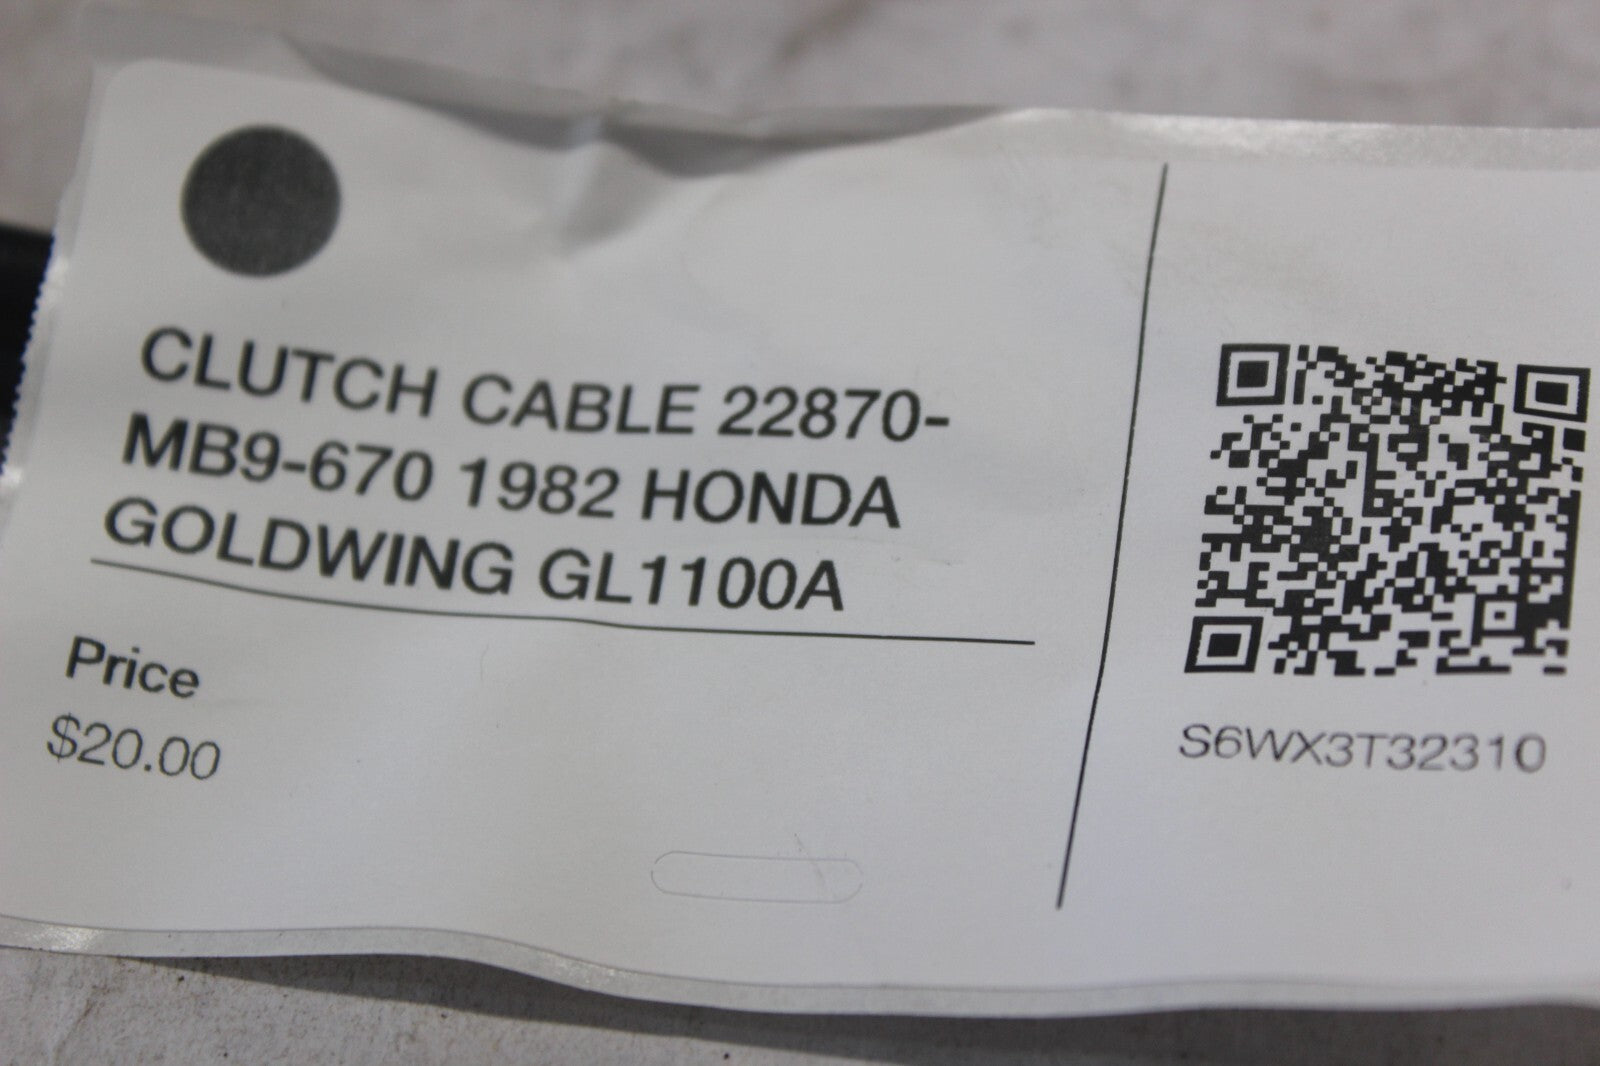 CLUTCH CABLE 22870-
MB9-670 1982 HONDA
GOLDWING GL1100A
Price
$20.00
S6WX3T32310